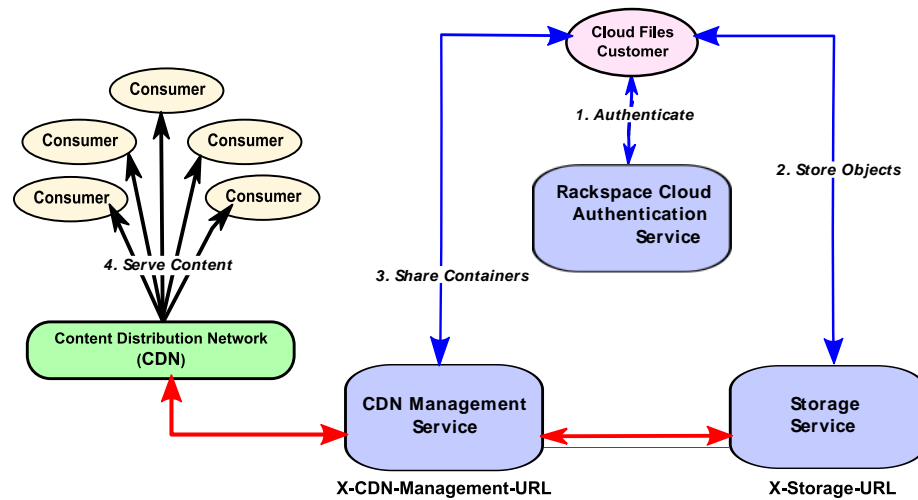 Cloud Files
Customer
Consumer
Consumer
Consumer
Consumer
Consumer
1. Authenticate
2. Store Objects
Rackspace Cloud
Authentication
Service
4. Serve Content
3. Share Containers
Content Distribution Network
(CDN)
CDN Management
Service
Storage
Service
X-CDN-Management-URL
X-Storage-URL